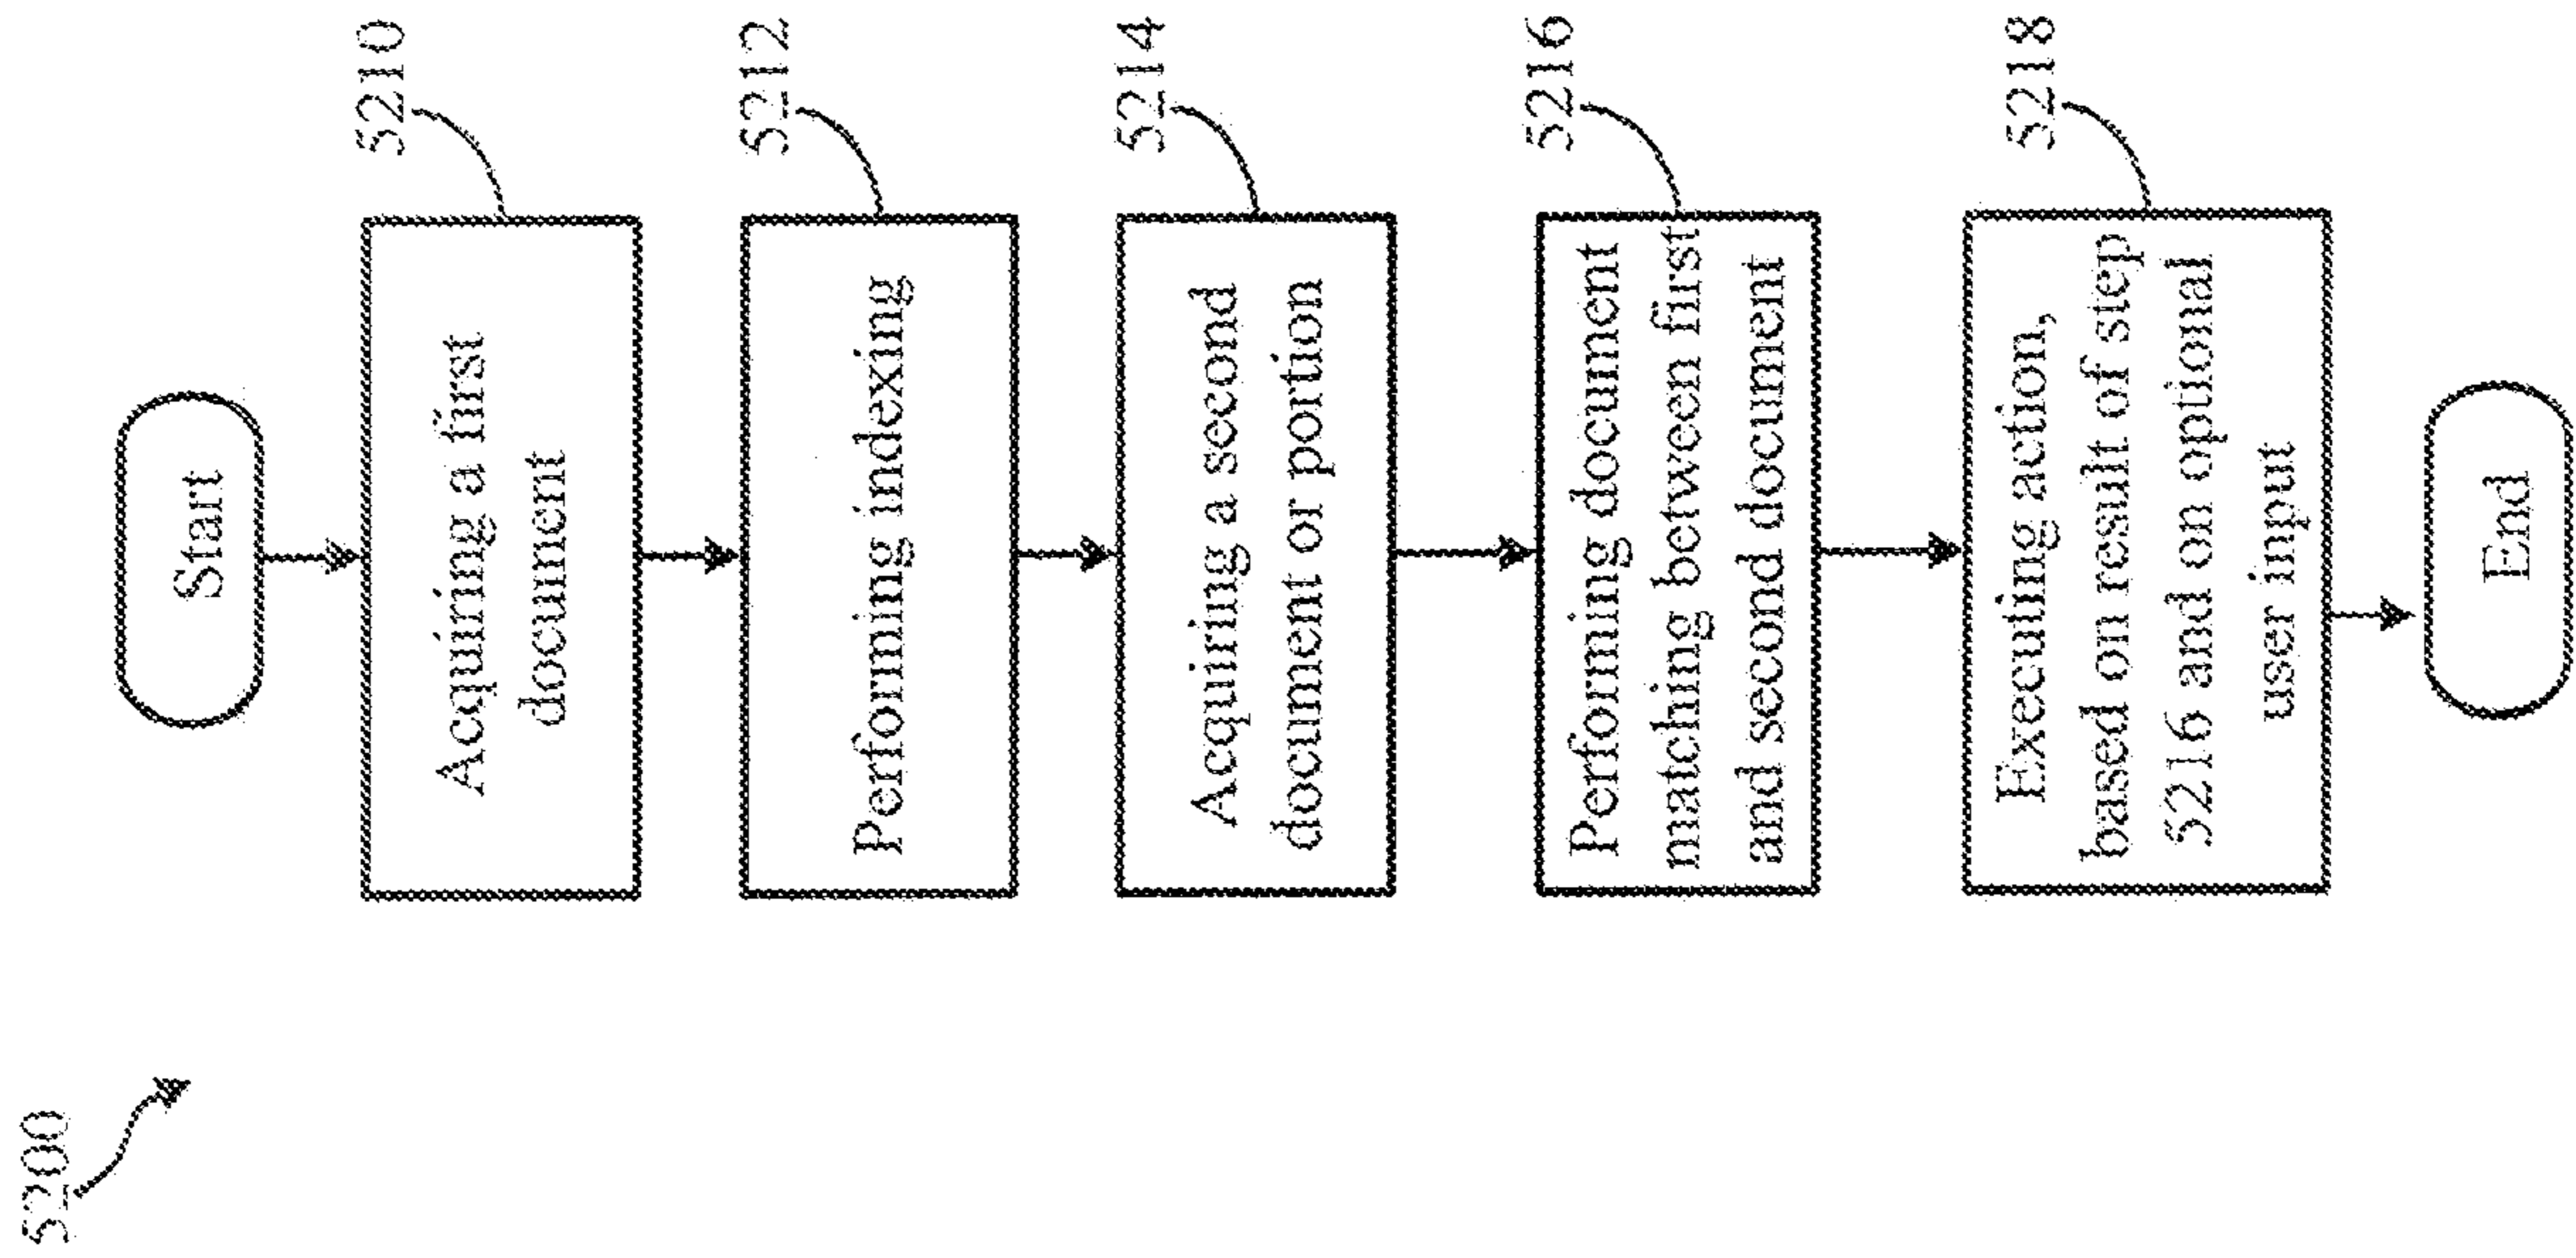 5200
Start
Acquiring a first
document
5210
Performing indexing
5212
Acquiring a second
document or portion
5214
Performing document
matching between first
and second document
5216
Executing action,
based on result of step
5216 and on optional
user input
5218
End